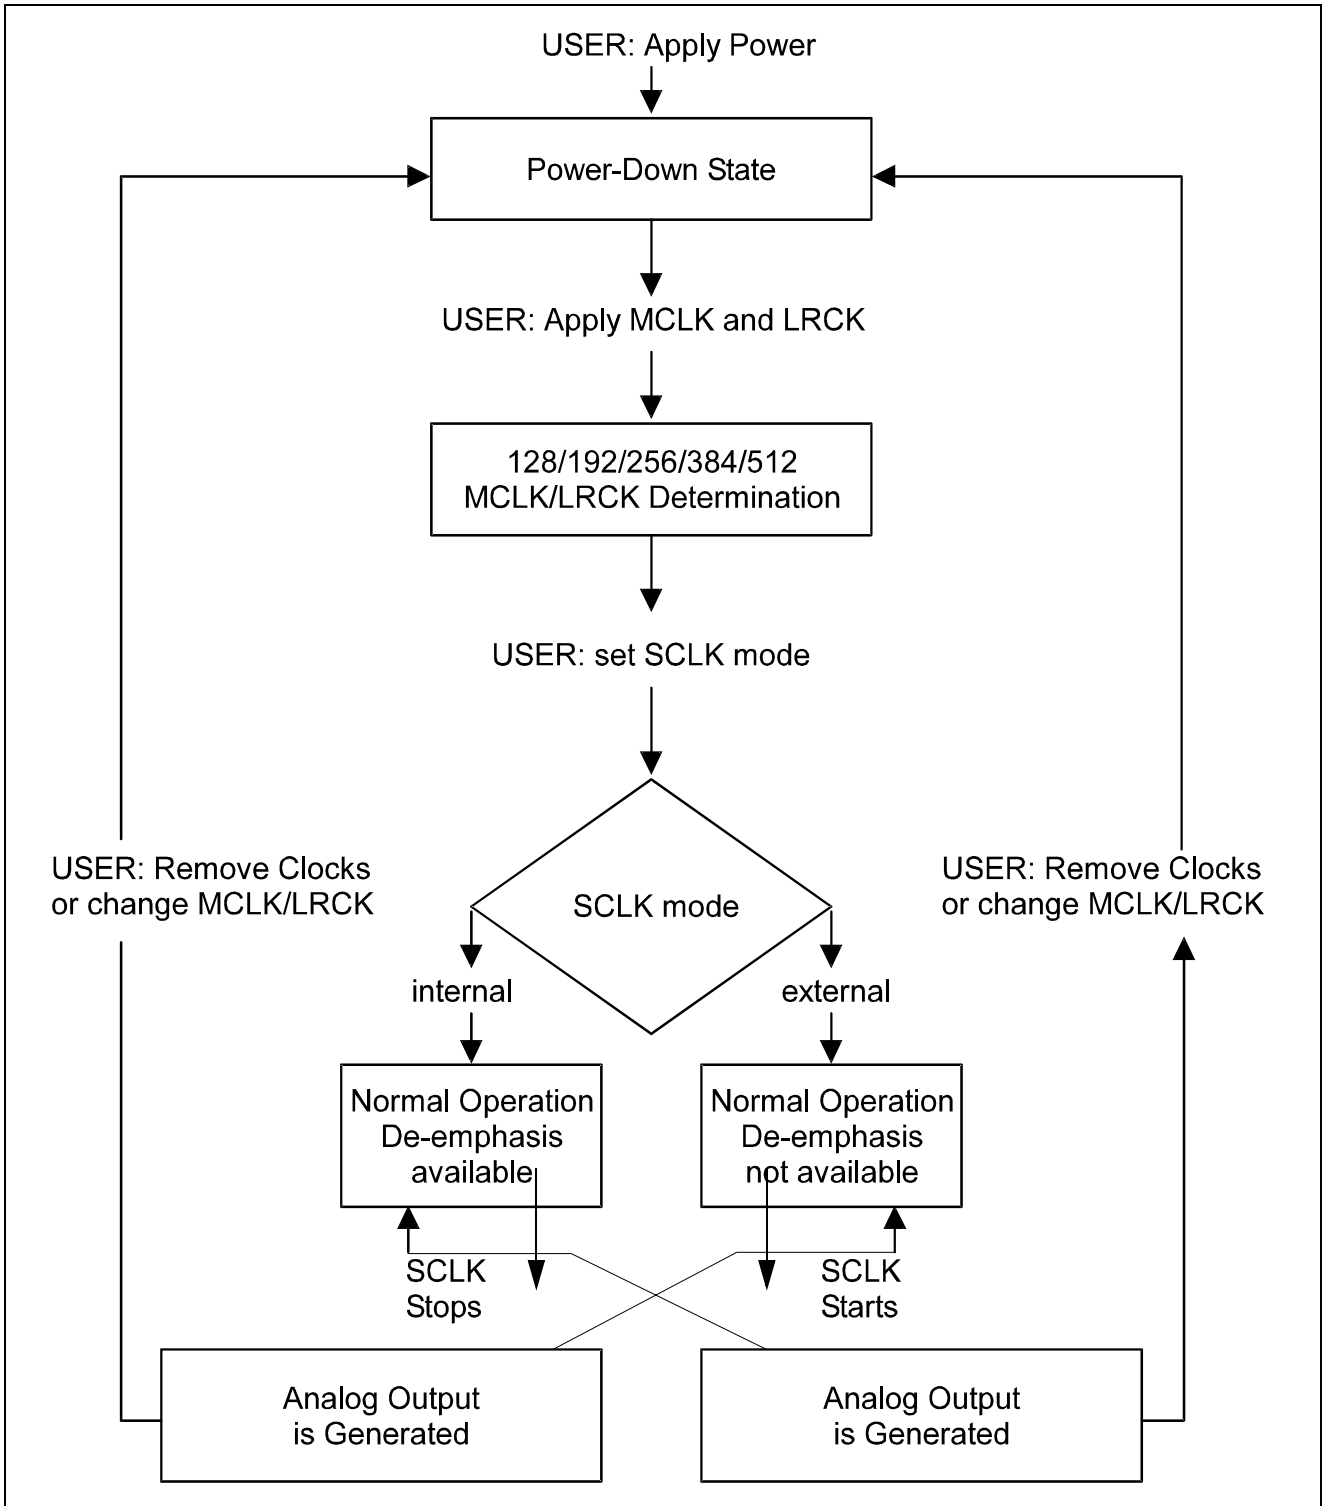 USER: Apply Power
Power-Down State
USER: Apply MCLK and LRCK
128/192/256/384/512
MCLK/LRCK Determination
USER: set SCLK mode
USER: Remove Clocks
or change MCLK/LRCK
SCLK mode
USER: Remove Clocks
or change MCLK/LRCK
internal
external
Normal Operation
De-emphasis
available
Normal Operation
De-emphasis
not available
SCLK
Stops
SCLK
Starts
Analog Output
is Generated
Analog Output
is Generated